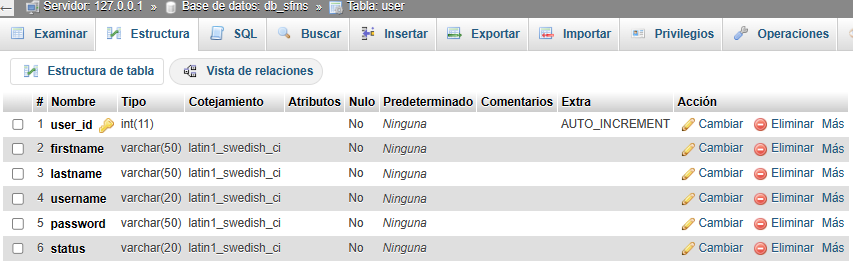 Servidor: 127.0.0.1 » Base de datos: db_sfms » Tabla: user
Examinar Estructura SQL Buscar Insertar Exportar Importar Privilegios Operaciones
Estructura de tabla Vista de relaciones
# Nombre Tipo Cotejamiento Atributos Nulo Predeterminado Comentarios Extra Acción
1 user_id int(11) No Ninguna AUTO_INCREMENT Cambiar Eliminar Más
2 firstname varchar(50) latin1_swedish_ci No Ninguna Cambiar Eliminar Más
3 lastname varchar(50) latin1_swedish_ci No Ninguna Cambiar Eliminar Más
4 username varchar(20) latin1_swedish_ci No Ninguna Cambiar Eliminar Más
5 password varchar(50) latin1_swedish_ci No Ninguna Cambiar Eliminar Más
6 status varchar(20) latin1_swedish_ci No Ninguna Cambiar Eliminar Más